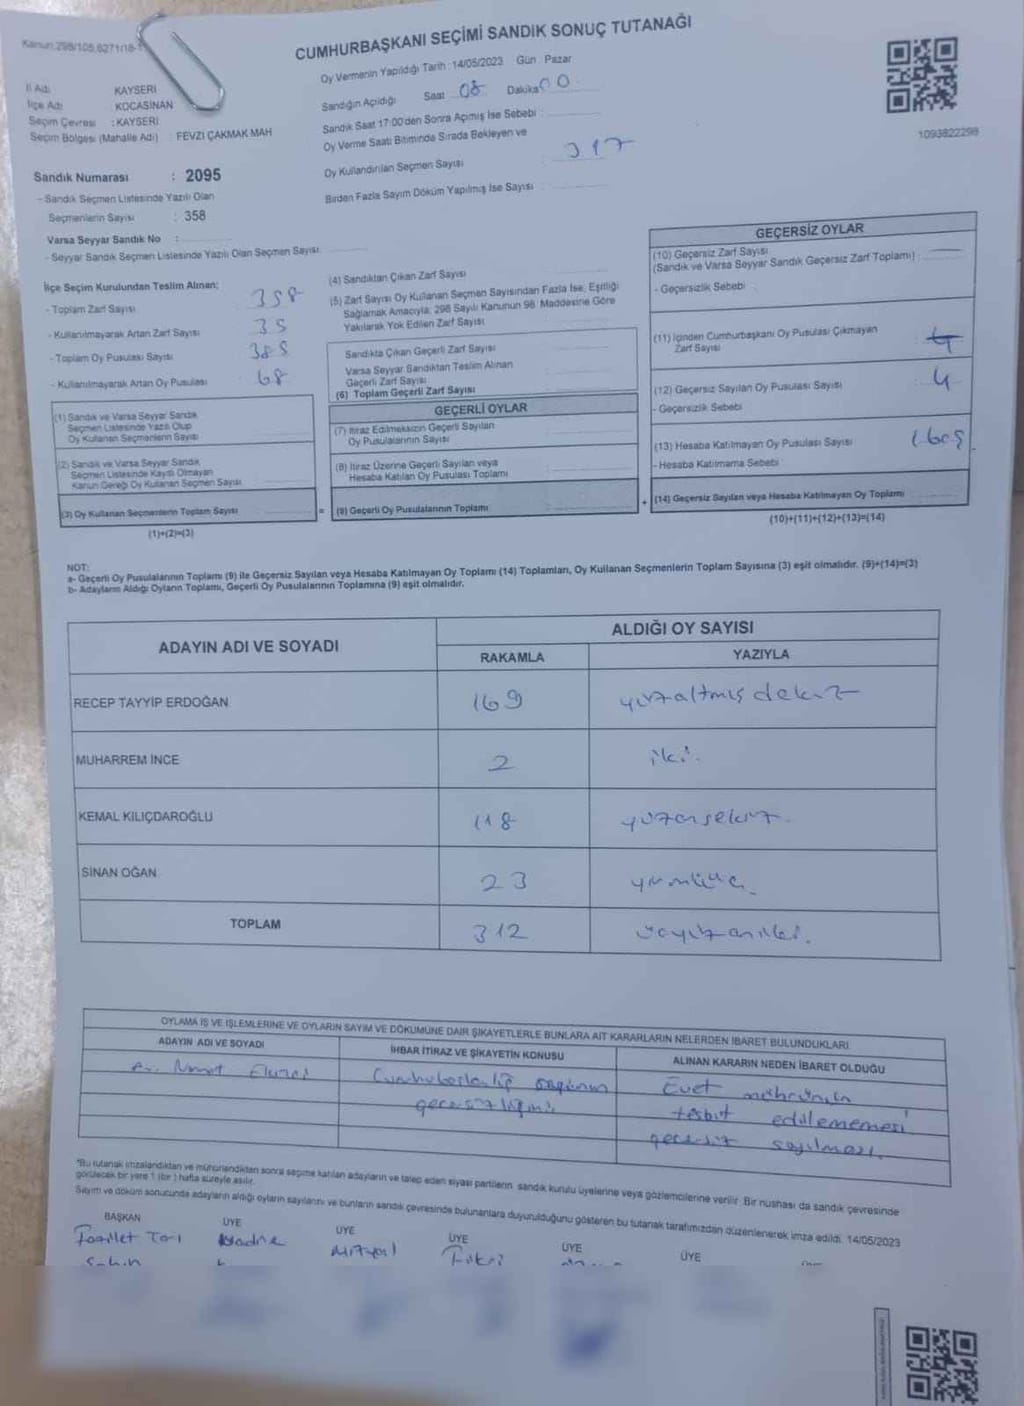 Kanun:298/105,6271/18-1
CUMHURBAŞKANI SEÇİMİ SANDIK SONUÇ TUTANAĞI
İl Adı KAYSERİ
İlçe Adı KOCASİNAN
Seçim Çevresi : KAYSERİ
Seçim Bölgesi (Mahalle Adı) : FEVZİ ÇAKMAK MAH
Sandık Numarası : 2095
- Sandık Seçmen Listesinde Yazılı Olan
Seçmenlerin Sayısı : 358
Varsa Seyyar Sandık No :
- Seyyar Sandık Seçmen Listesinde Yazılı Olan Seçmen Sayısı:
Oy Vermenin Yapıldığı Tarih : 14/05/2023 Gün : Pazar
Sandığın Açıldığı Saat 08 Dakika 00
Sandık Saat 17:00'den Sonra Açımış İse Sebebi :
Oy Verme Saati Bitiminde Sırada Bekleyen ve
Oy Kullandırılan Seçmen Sayısı 317
Birden Fazla Sayım Döküm Yapılmış İse Sayısı :
1093822298
İlçe Seçim Kurulundan Teslim Alınan:
- Toplam Zarf Sayısı 358
- Kullanılmayarak Artan Zarf Sayısı 35
- Toplam Oy Pusulası Sayısı 385
- Kullanılmayarak Artan Oy Pusulası 68
(1) Sandık ve Varsa Seyyar Sandık
Seçmen Listesinde Yazılı Olup
Oy Kullanan Seçmenlerin Sayısı
(2) Sandık ve Varsa Seyyar Sandık
Seçmen Listesinde Kayıtlı Olmayan
Kanun Gereği Oy Kullanan Seçmen Sayısı
(3) Oy Kullanan Seçmenlerin Toplam Sayısı
(1)+(2)=(3)
(4) Sandıktan Çıkan Zarf Sayısı
(5) Zarf Sayısı Oy Kullanan Seçmen Sayısından Fazla İse, Eşitliği
Sağlamak Amacıyla; 298 Sayılı Kanunun 98. Maddesine Göre
Yakılarak Yok Edilen Zarf Sayısı
Sandıkta Çıkan Geçerli Zarf Sayısı
Varsa Seyyar Sandıktan Teslim Alınan
Geçerli Zarf Sayısı
(6) Toplam Geçerli Zarf Sayısı
GEÇERLİ OYLAR
(7) İtiraz Edilmeksizin Geçerli Sayılan
Oy Pusulalarının Sayısı
(8) İtiraz Üzerine Geçerli Sayılan veya
Hesaba Katılan Oy Pusulası Toplamı
= (9) Geçerli Oy Pusulalarının Toplamı
GEÇERSİZ OYLAR
(10) Geçersiz Zarf Sayısı
(Sandık ve Varsa Seyyar Sandık Geçersiz Zarf Toplamı) :
- Geçersizlik Sebebi
(11) İçinden Cumhurbaşkanı Oy Pusulası Çıkmayan
Zarf Sayısı
(12) Geçersiz Sayılan Oy Pusulası Sayısı 4
- Geçersizlik Sebebi
(13) Hesaba Katılmayan Oy Pusulası Sayısı 1 boş
- Hesaba Katılmama Sebebi
+ (14) Geçersiz Sayılan veya Hesaba Katılmayan Oy Toplamı
(10)+(11)+(12)+(13)=(14)
NOT:
a- Geçerli Oy Pusulalarının Toplamı (9) ile Geçersiz Sayılan veya Hesaba Katılmayan Oy Toplamı (14) Toplamları, Oy Kullanan Seçmenlerin Toplam Sayısına (3) eşit olmalıdır. (9)+(14)=(3)
b- Adayların Aldığı Oyların Toplamı, Geçerli Oy Pusulalarının Toplamına (9) eşit olmalıdır.
ADAYIN ADI VE SOYADI ALDIĞI OY SAYISI
RAKAMLA YAZIYLA
RECEP TAYYİP ERDOĞAN 169 yüzaltmış dokuz
MUHARREM İNCE 2 iki.
KEMAL KILIÇDAROĞLU 118 yüzonsekiz.
SİNAN OĞAN 23 yirmiüç.
TOPLAM 312 üçyüzoniki.
OYLAMA İŞ VE İŞLEMLERİNE VE OYLARIN SAYIM VE DÖKÜMÜNE DAİR ŞİKAYETLERLE BUNLARA AİT KARARLARIN NELERDEN İBARET BULUNDUKLARI
ADAYIN ADI VE SOYADI İHBAR İTİRAZ VE ŞİKAYETİN KONUSU ALINAN KARARIN NEDEN İBARET OLDUĞU
Cumhurbaşkanlığı oyunun Evet mührünün
geçersizliğini tesbit edilememesi
geçersiz sayılması.
*Bu tutanak imzalandıktan ve mühürlendikten sonra seçime katılan adayların ve talep eden siyasi partilerin sandık kurulu üyelerine veya gözlemcilerine verilir. Bir nüshası da sandık çevresinde
görülecek bir yere 1 (bir) hafta süreyle asılır.
Sayım ve döküm sonucunda adayların aldığı oyların sayılarını ve bunların sandık çevresinde bulunanlara duyurulduğunu gösteren bu tutanak tarafımızdan düzenlenerek imza edildi. 14/05/2023
BAŞKAN ÜYE ÜYE ÜYE ÜYE ÜYE
Fazilet Fikri
Şahin